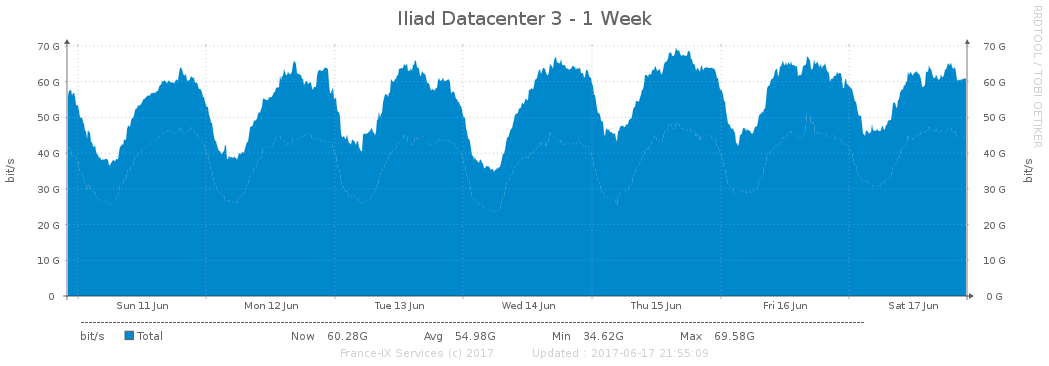 Iliad Datacenter 3 - 1 Week
RRDTOOL / TOBI OETIKER
70 G 70 G
60 G 60 G
50 G 50 G
40 G 40 G
30 G 30 G
20 G 20 G
10 G 10 G
0 0 G
bit/s bit/s
Sun 11 Jun Mon 12 Jun Tue 13 Jun Wed 14 Jun Thu 15 Jun Fri 16 Jun Sat 17 Jun
bit/s Total Now 60.28G Avg 54.98G Min 34.62G Max 69.58G
France-IX Services (c) 2017 Updated : 2017-06-17 21:55:09